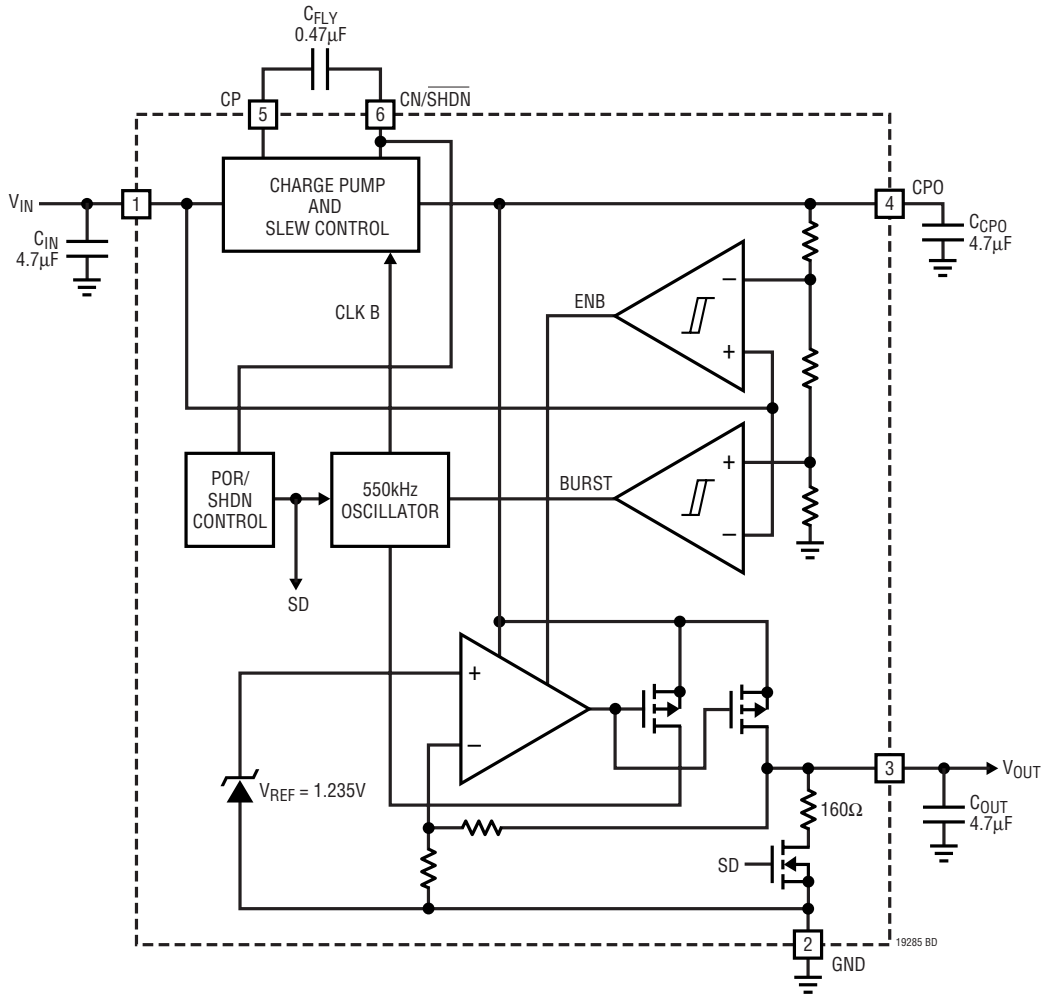 CFLY
0.47µF
CP
5
6
CN/SHDN
CHARGE PUMP
AND
SLEW CONTROL
VIN
1
CIN
4.7µF
4
CPO
CCPO
4.7µF
CLK B
ENB
−
+
POR/
SHDN
CONTROL
550kHz
OSCILLATOR
BURST
+
−
SD
+
−
VREF = 1.235V
3
VOUT
160Ω
COUT
4.7µF
SD
2
GND
19285 BD